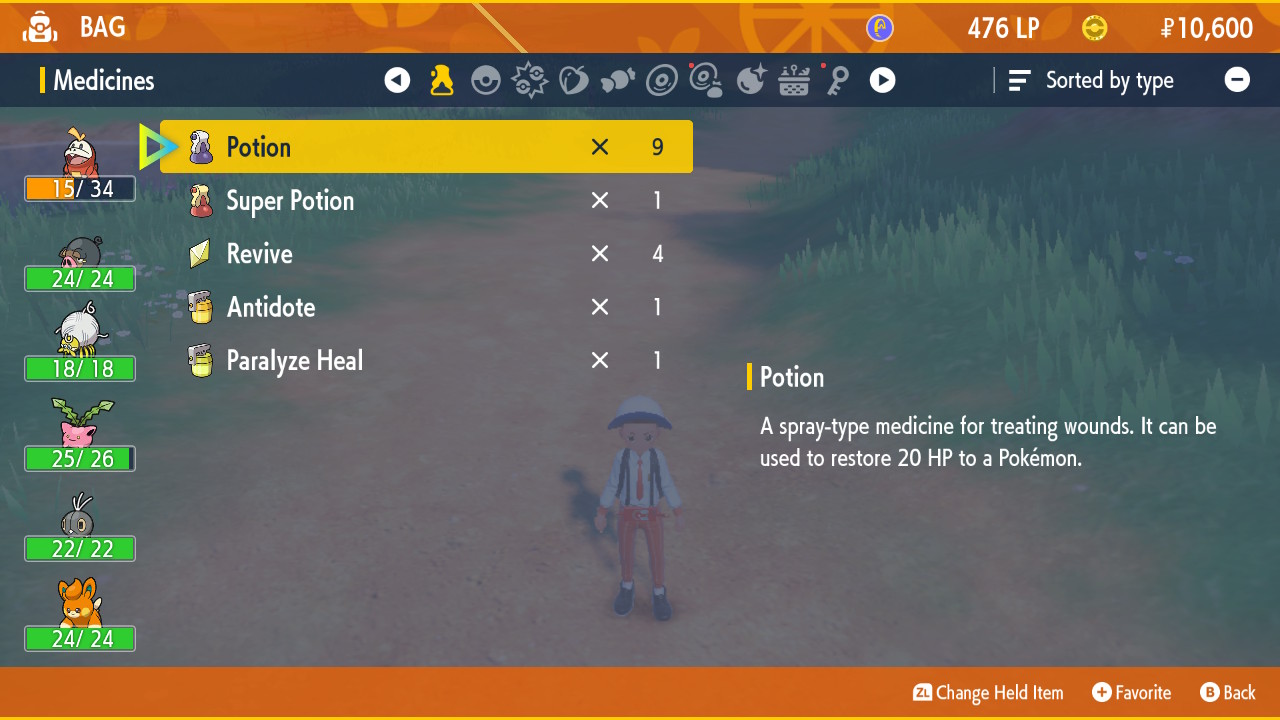 BAG
476 LP
₽10,600
Medicines
Sorted by type
Potion × 9
Super Potion × 1
Revive × 4
Antidote × 1
Paralyze Heal × 1
15/ 34
24/ 24
18/ 18
25/ 26
22/ 22
24/ 24
Potion
A spray-type medicine for treating wounds. It can be
used to restore 20 HP to a Pokémon.
ZL Change Held Item
+ Favorite
B Back